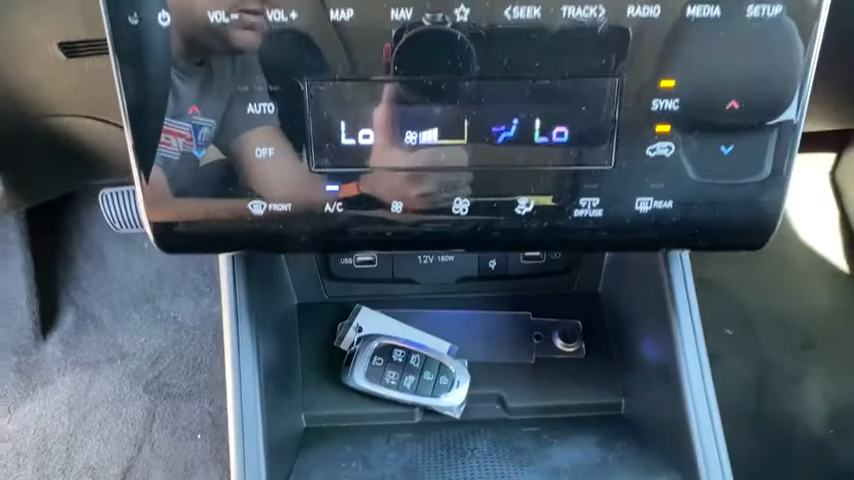 VOL- VOL+ MAP NAV <SEEK TRACK> RADIO MEDIA SETUP
AUTO SYNC
Lo Lo
OFF
FRONT A/C DIFFUSE REAR
USB 12V 180W